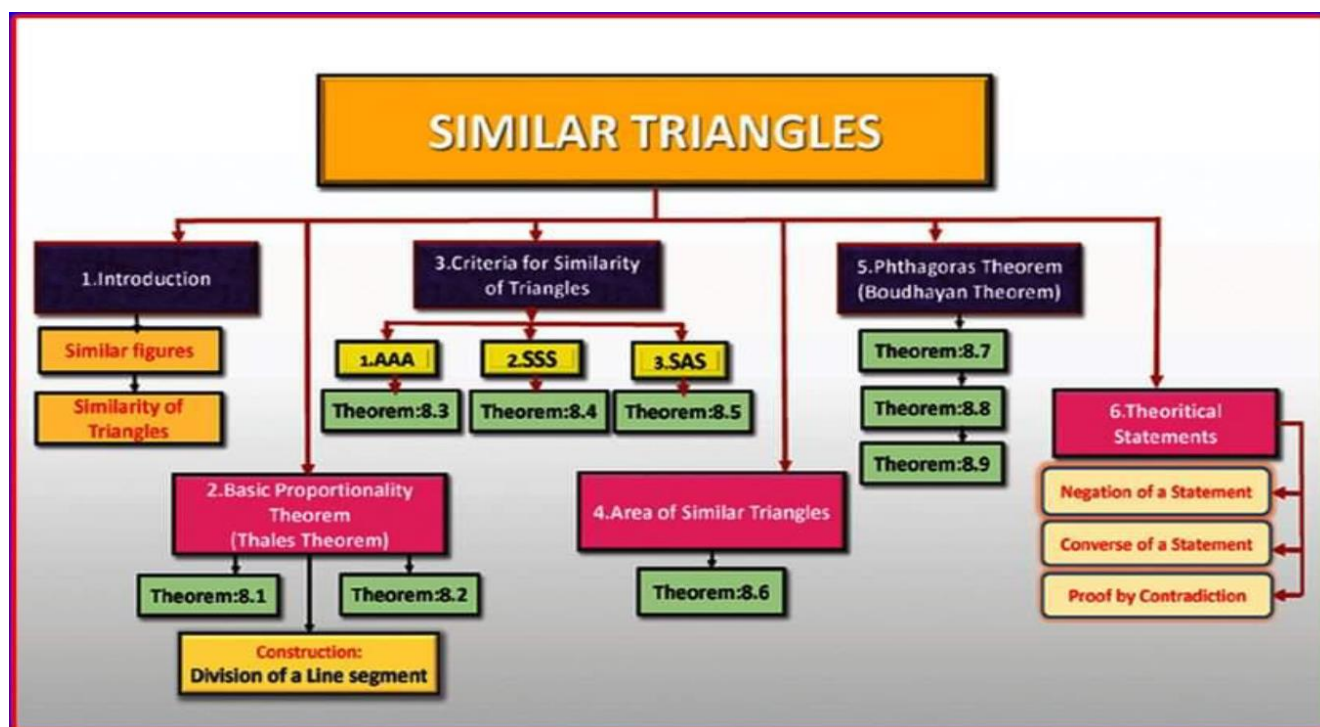 SIMILAR TRIANGLES
1.Introduction
Similar figures
Similarity of
Triangles
2.Basic Proportionality
Theorem
(Thales Theorem)
Theorem:8.1
Theorem:8.2
Construction:
Division of a Line segment
3.Criteria for Similarity
of Triangles
1.AAA
2.SSS
3.SAS
Theorem:8.3
Theorem:8.4
Theorem:8.5
4.Area of Similar Triangles
Theorem:8.6
5.Phthagoras Theorem
(Boudhayan Theorem)
Theorem:8.7
Theorem:8.8
Theorem:8.9
6.Theoritical
Statements
Negation of a Statement
Converse of a Statement
Proof by Contradiction